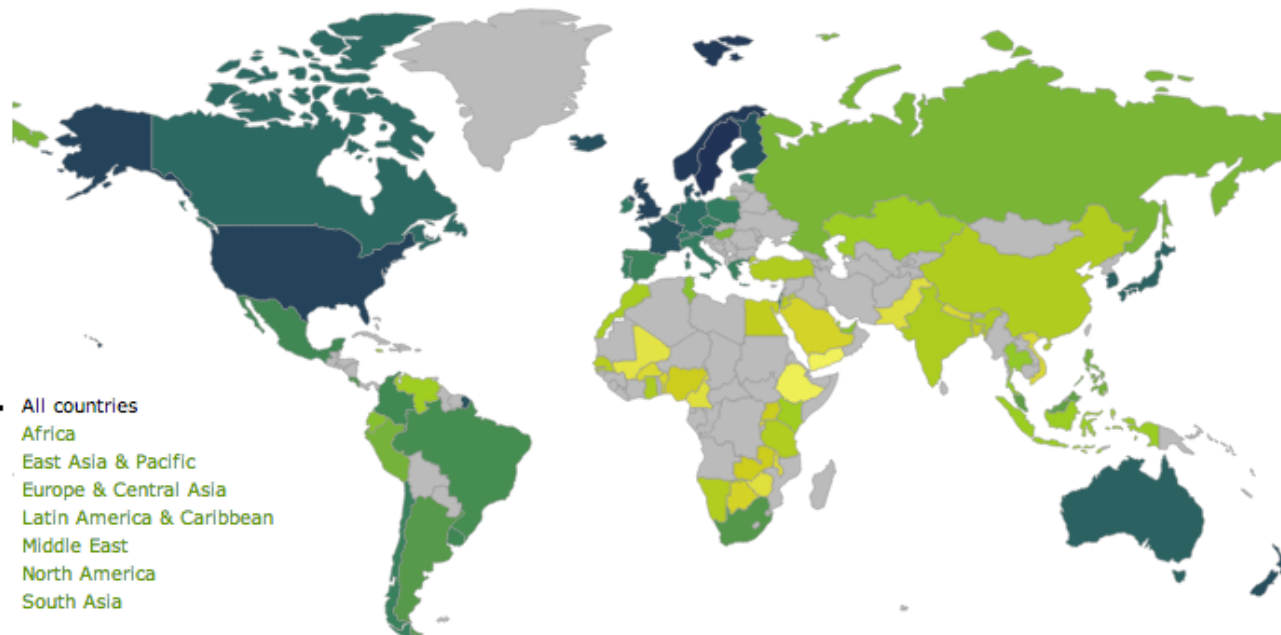 All countries
Africa
East Asia & Pacific
Europe & Central Asia
Latin America & Caribbean
Middle East
North America
South Asia